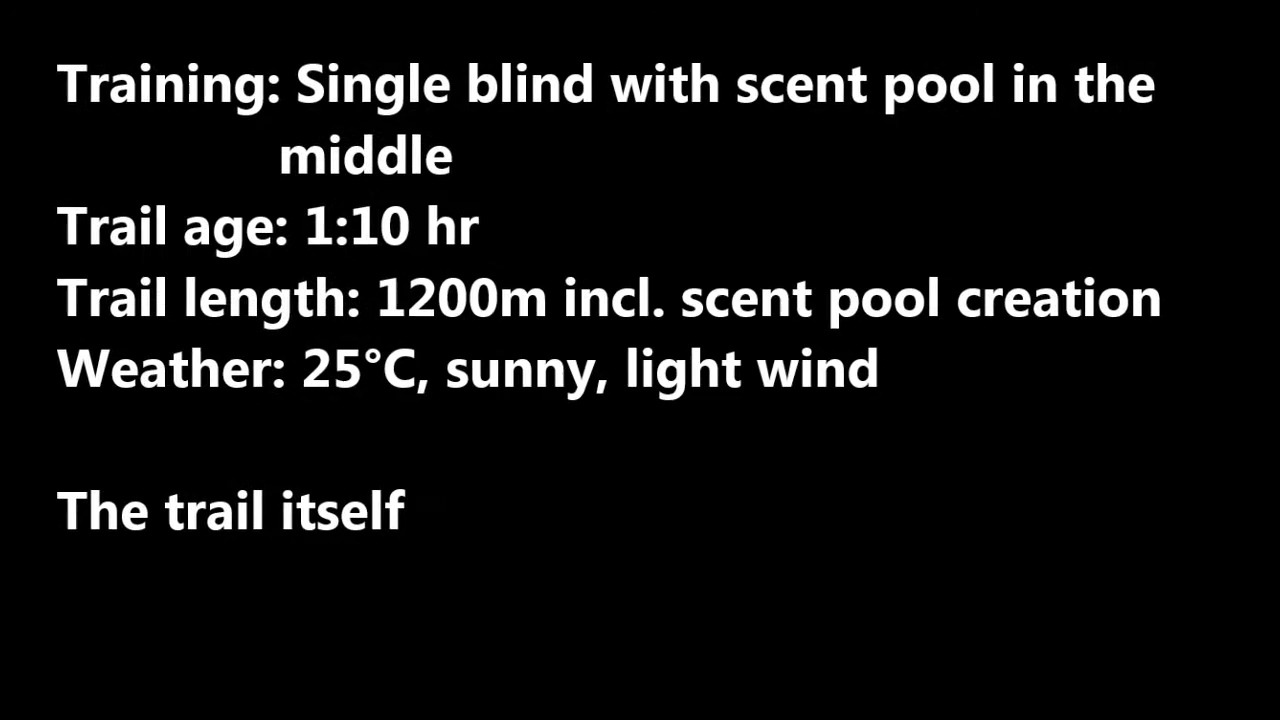 Training: Single blind with scent pool in the
middle
Trail age: 1:10 hr
Trail length: 1200m incl. scent pool creation
Weather: 25°C, sunny, light wind
The trail itself